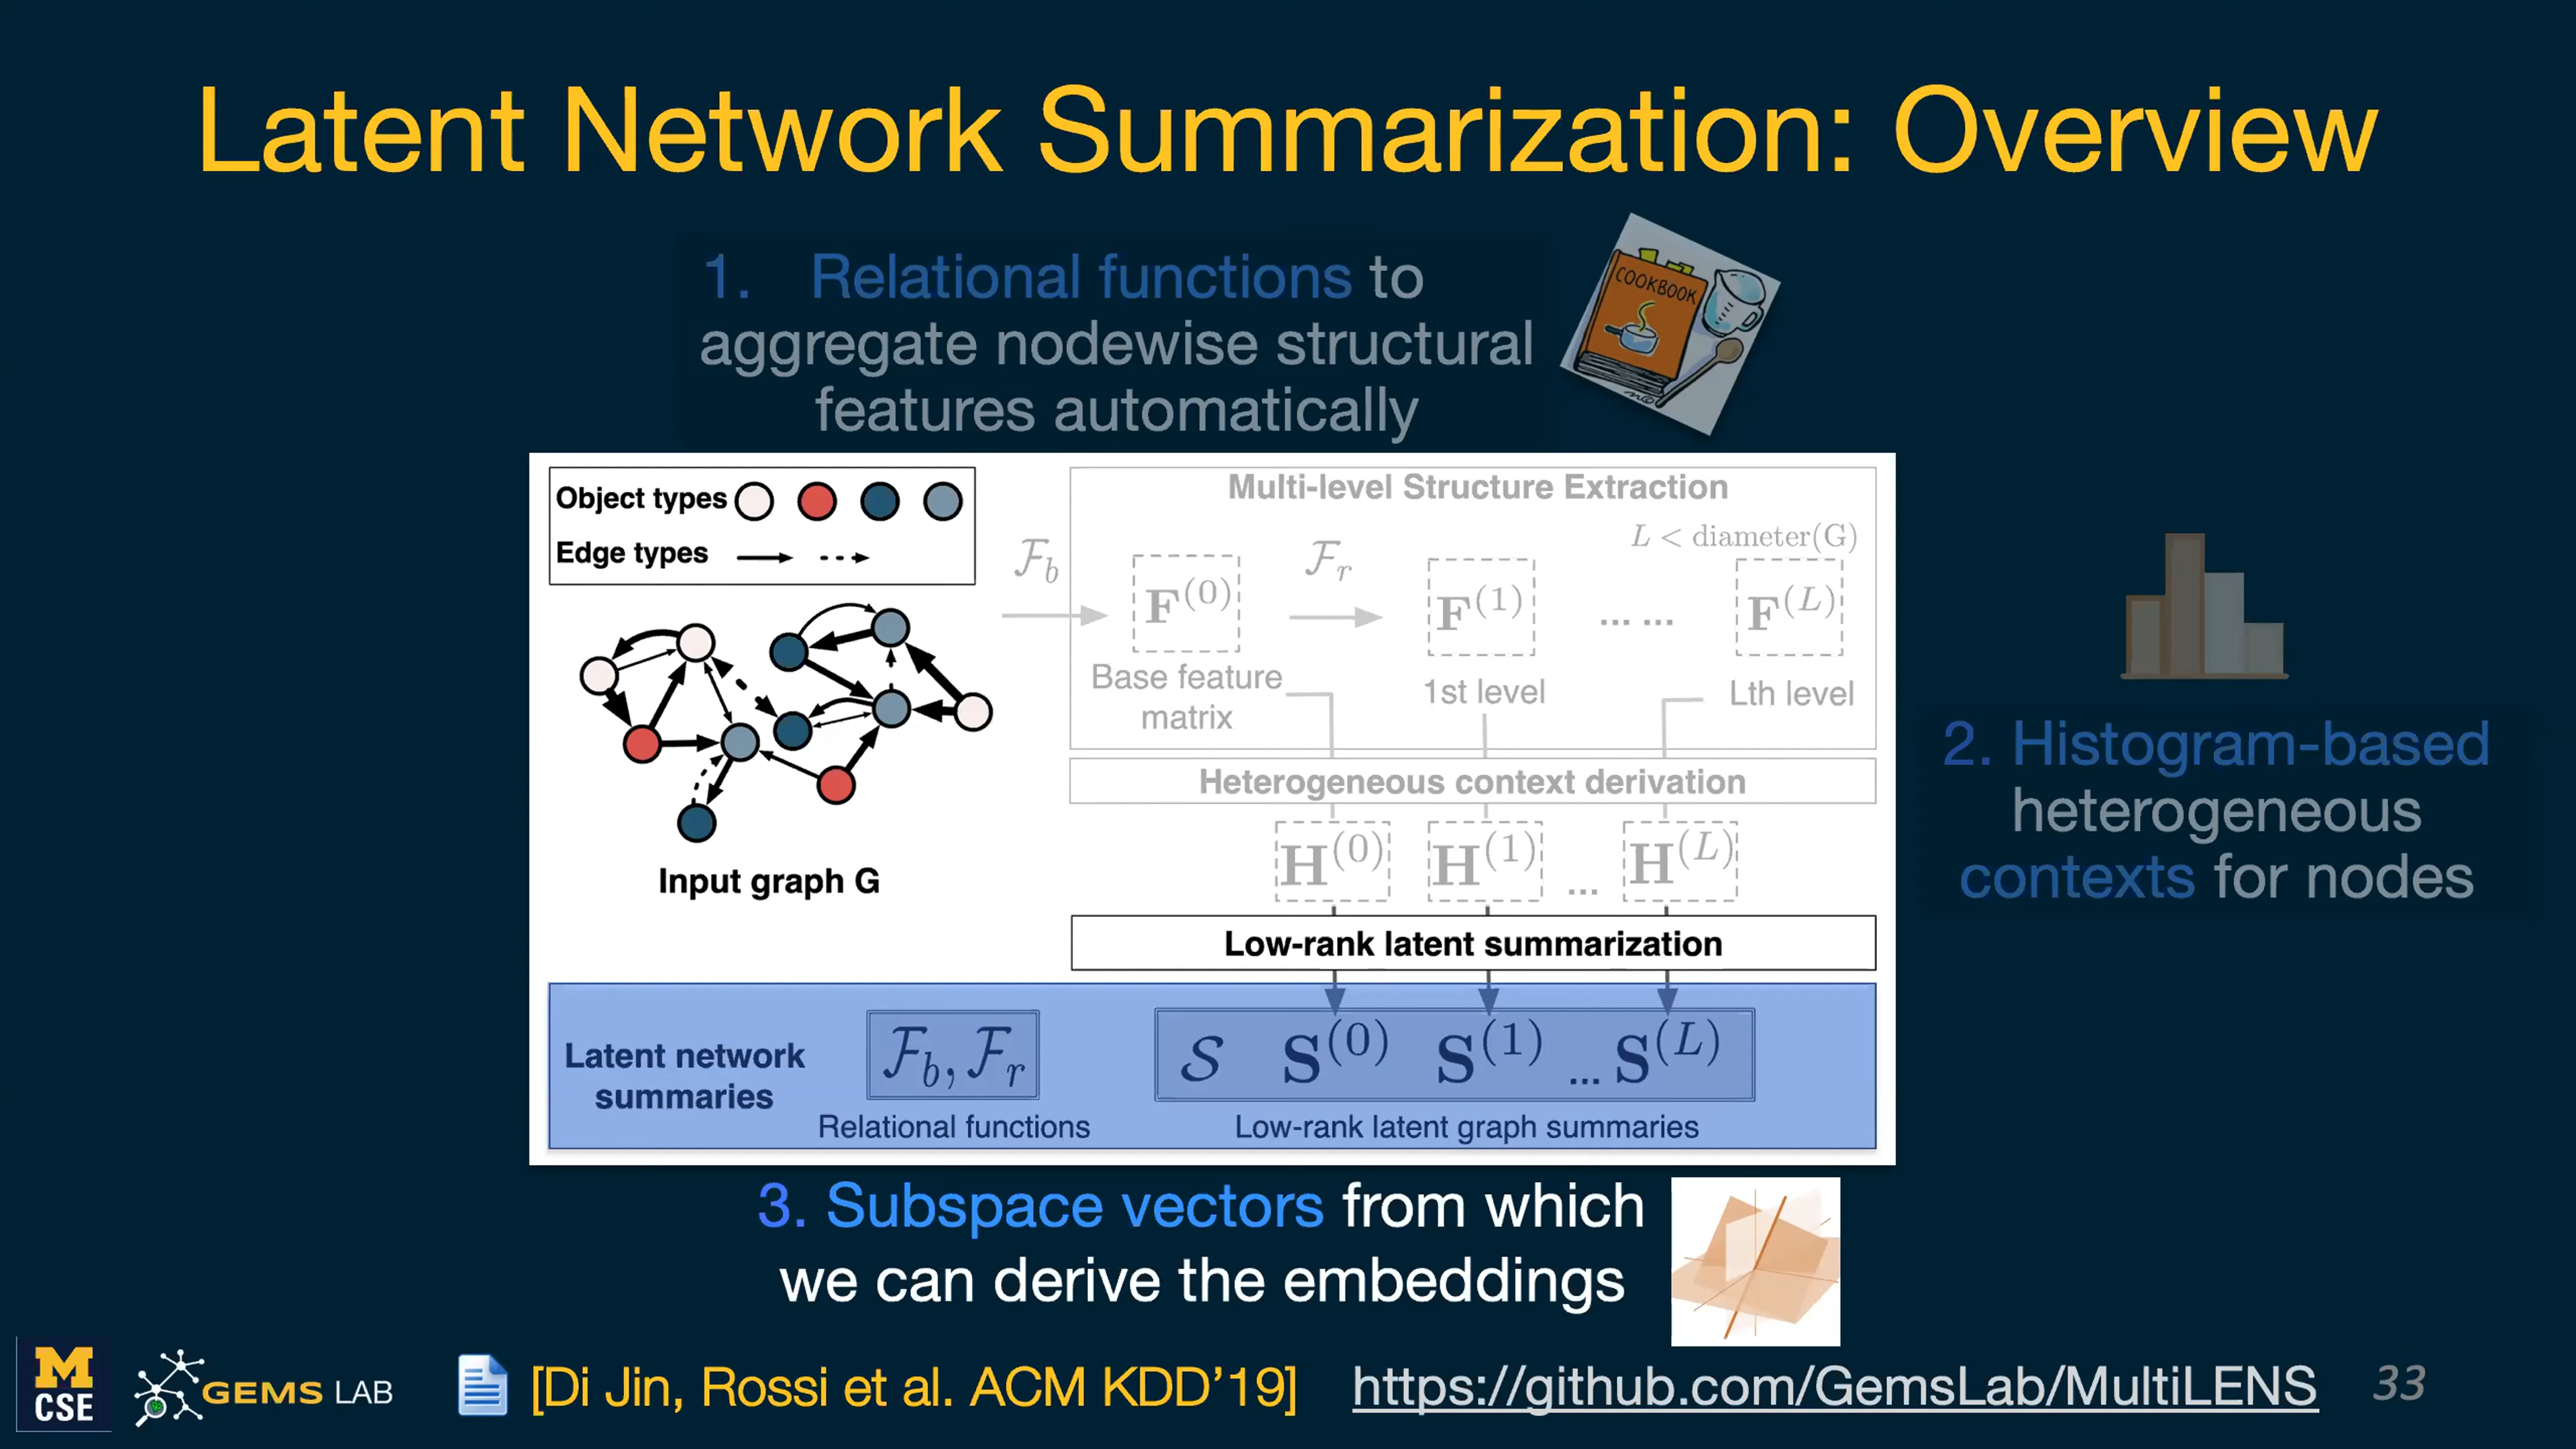 Latent Network Summarization: Overview
1. Relational functions to
aggregate nodewise structural
features automatically
COOKBOOK
Object types
Edge types
Input graph G
Multi-level Structure Extraction
L < diameter(G)
𝓕_b
F^(0)
𝓕_r
F^(1)
... ...
F^(L)
Base feature
matrix
1st level
Lth level
Heterogeneous context derivation
H^(0) H^(1) ... H^(L)
Low-rank latent summarization
Latent network
summaries
𝓕_b, 𝓕_r
Relational functions
𝓢 S^(0) S^(1) ... S^(L)
Low-rank latent graph summaries
2. Histogram-based
heterogeneous
contexts for nodes
3. Subspace vectors from which
we can derive the embeddings
M
CSE
GEMS LAB
[Di Jin, Rossi et al. ACM KDD’19]
https://github.com/GemsLab/MultiLENS
33